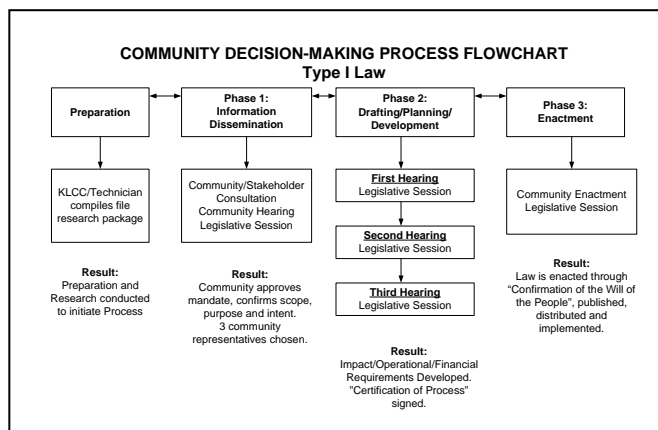 COMMUNITY DECISION-MAKING PROCESS FLOWCHART
Type I Law
Preparation
Phase 1:
Information
Dissemination
Phase 2:
Drafting/Planning/
Development
Phase 3:
Enactment
KLCC/Technician
compiles file
research package
Community/Stakeholder
Consultation
Community Hearing
Legislative Session
First Hearing
Legislative Session
Second Hearing
Legislative Session
Third Hearing
Legislative Session
Community Enactment
Legislative Session
Result:
Preparation and
Research conducted
to initiate Process
Result:
Community approves
mandate, confirms scope,
purpose and intent.
3 community
representatives chosen.
Result:
Impact/Operational/Financial
Requirements Developed.
"Certification of Process"
signed.
Result:
Law is enacted through
“Confirmation of the Will of
the People”, published,
distributed and
implemented.